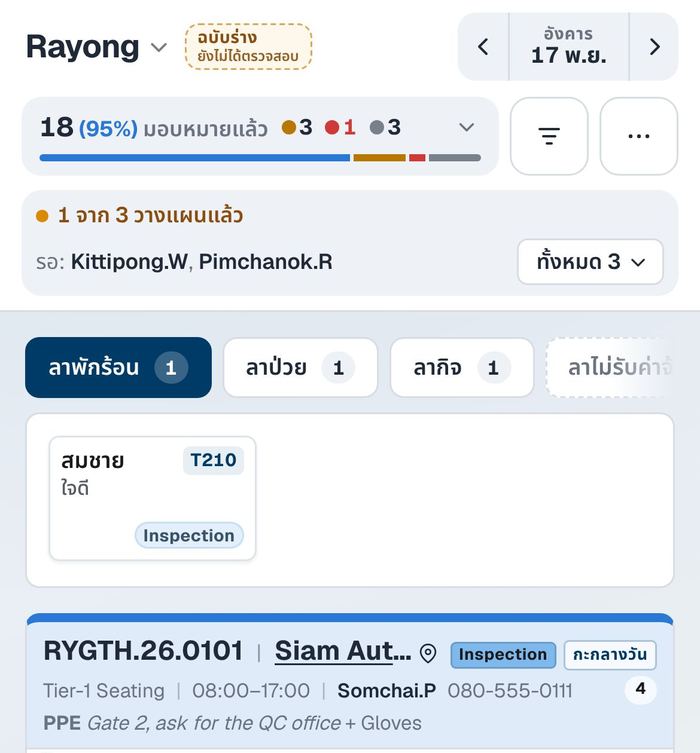 Rayong
ฉบับร่าง
ยังไม่ได้ตรวจสอบ
อังคาร
17 พ.ย.
18 (95%) มอบหมายแล้ว 3 1 3
1 จาก 3 วางแผนแล้ว
รอ: Kittipong.W, Pimchanok.R
ทั้งหมด 3
ลาพักร้อน 1
ลาป่วย 1
ลากิจ 1
ลาไม่รับค่าจ้
สมชาย T210
ใจดี
Inspection
RYGTH.26.0101 | Siam Aut... Inspection กะกลางวัน
Tier-1 Seating | 08:00–17:00 | Somchai.P 080-555-0111 4
PPE Gate 2, ask for the QC office + Gloves